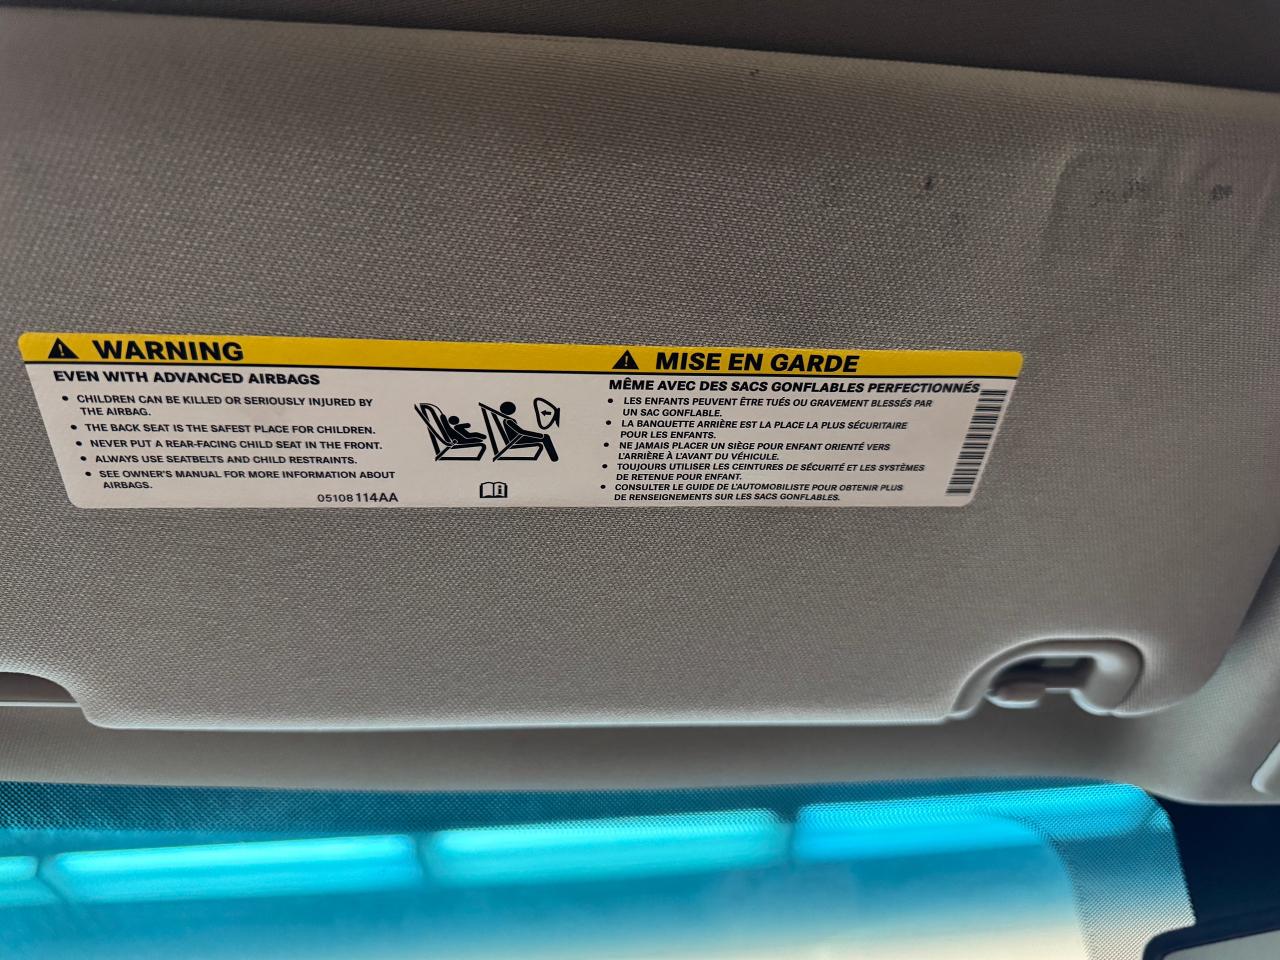 WARNING
EVEN WITH ADVANCED AIRBAGS
• CHILDREN CAN BE KILLED OR SERIOUSLY INJURED BY
THE AIRBAG.
• THE BACK SEAT IS THE SAFEST PLACE FOR CHILDREN.
• NEVER PUT A REAR-FACING CHILD SEAT IN THE FRONT.
• ALWAYS USE SEATBELTS AND CHILD RESTRAINTS.
• SEE OWNER'S MANUAL FOR MORE INFORMATION ABOUT
AIRBAGS.
05108114AA
MISE EN GARDE
MÊME AVEC DES SACS GONFLABLES PERFECTIONNÉS
• LES ENFANTS PEUVENT ÊTRE TUÉS OU GRAVEMENT BLESSÉS PAR
UN SAC GONFLABLE.
• LA BANQUETTE ARRIÈRE EST LA PLACE LA PLUS SÉCURITAIRE
POUR LES ENFANTS.
• NE JAMAIS PLACER UN SIÈGE POUR ENFANT ORIENTÉ VERS
L'ARRIÈRE À L'AVANT DU VÉHICULE.
• TOUJOURS UTILISER LES CEINTURES DE SÉCURITÉ ET LES SYSTÈMES
DE RETENUE POUR ENFANT.
• CONSULTER LE GUIDE DE L'AUTOMOBILISTE POUR OBTENIR PLUS
DE RENSEIGNEMENTS SUR LES SACS GONFLABLES.